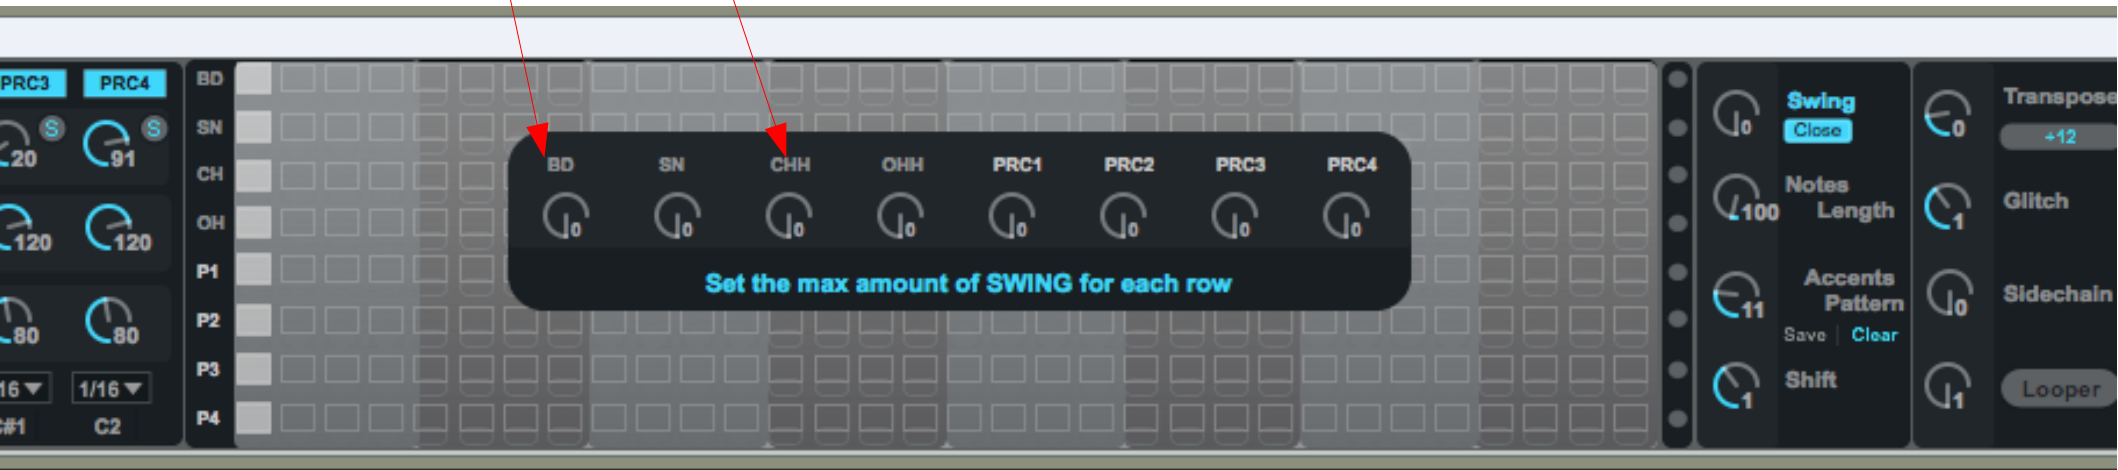 PRC3 PRC4
S S
20 91
120 120
80 80
16 1/16
C#1 C2
BD
SN
CH
OH
P1
P2
P3
P4
BD SN CHH OHH PRC1 PRC2 PRC3 PRC4
0 0 0 0 0 0 0 0
Set the max amount of SWING for each row
0 Swing
Close
100 Notes
Length
11 Accents
Pattern
Save | Clear
1 Shift
0 Transpose
+12
1 Glitch
0 Sidechain
1 Looper